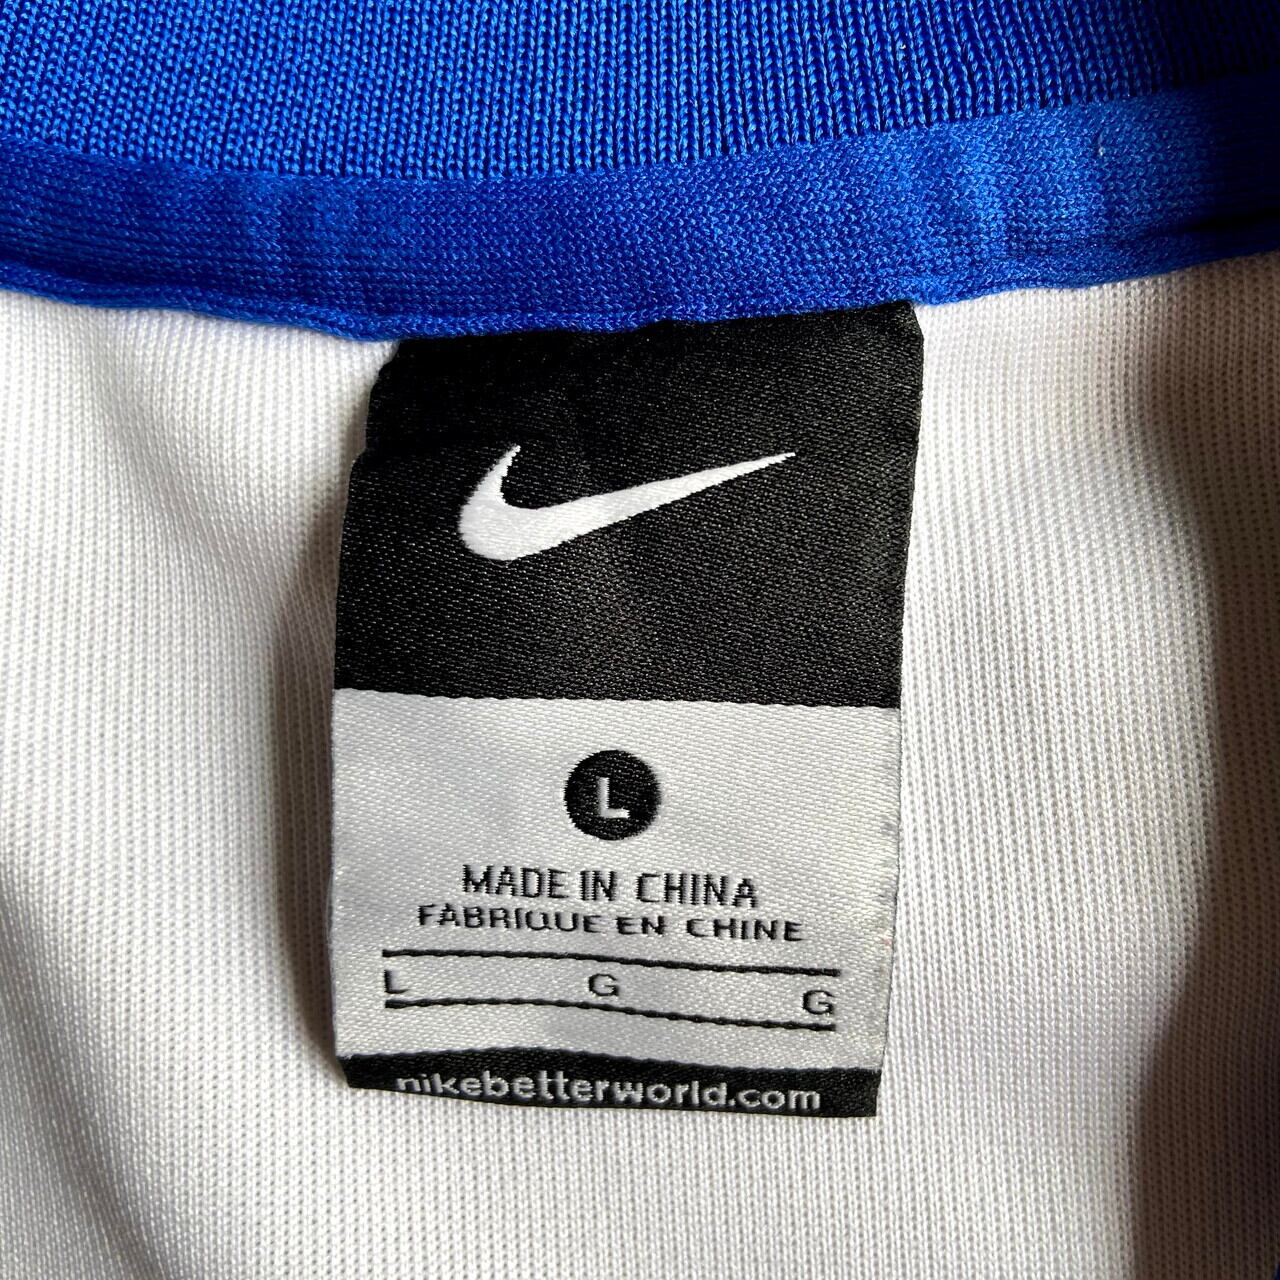 L
MADE IN CHINA
FABRIQUE EN CHINE
L G G
nikebetterworld.com